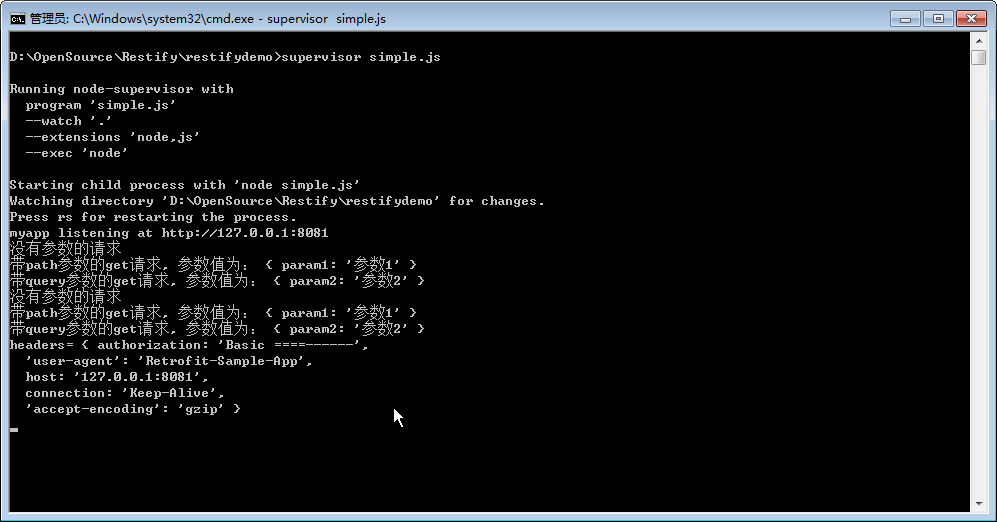 管理员: C:\Windows\system32\cmd.exe - supervisor  simple.js
D:\OpenSource\Restify\restifydemo>supervisor simple.js
Running node-supervisor with
  program 'simple.js'
  --watch '.'
  --extensions 'node,js'
  --exec 'node'
Starting child process with 'node simple.js'
Watching directory 'D:\OpenSource\Restify\restifydemo' for changes.
Press rs for restarting the process.
myapp listening at http://127.0.0.1:8081
没有参数的请求
带path参数的get请求, 参数值为: { param1: '参数1' }
带query参数的get请求, 参数值为: { param2: '参数2' }
没有参数的请求
带path参数的get请求, 参数值为: { param1: '参数1' }
带query参数的get请求, 参数值为: { param2: '参数2' }
headers= { authorization: 'Basic ====------',
  'user-agent': 'Retrofit-Sample-App',
  host: '127.0.0.1:8081',
  connection: 'Keep-Alive',
  'accept-encoding': 'gzip' }